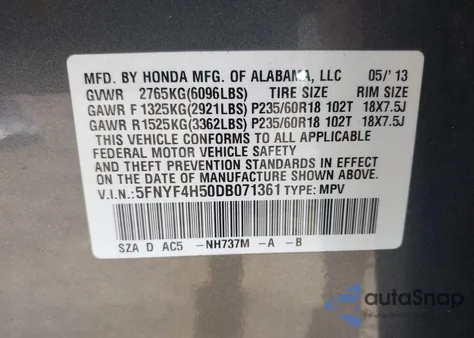 MFD. BY HONDA MFG. OF ALABAMA, LLC 05/'13
GVWR 2765KG(6096LBS) TIRE SIZE RIM SIZE
GAWR F 1325KG(2921LBS) P235/60R18 102T 18X7.5J
GAWR R1525KG(3362LBS) P235/60R18 102T 18X7.5J
THIS VEHICLE CONFORMS TO ALL APPLICABLE
FEDERAL MOTOR VEHICLE SAFETY
AND THEFT PREVENTION STANDARDS IN EFFECT
ON THE DATE OF MANUFACTURE SHOWN ABOVE.
V.I.N.: 5FNYF4H50DB071361 TYPE: MPV
SZA D AC5 -NH737M -A -B
autoSnap